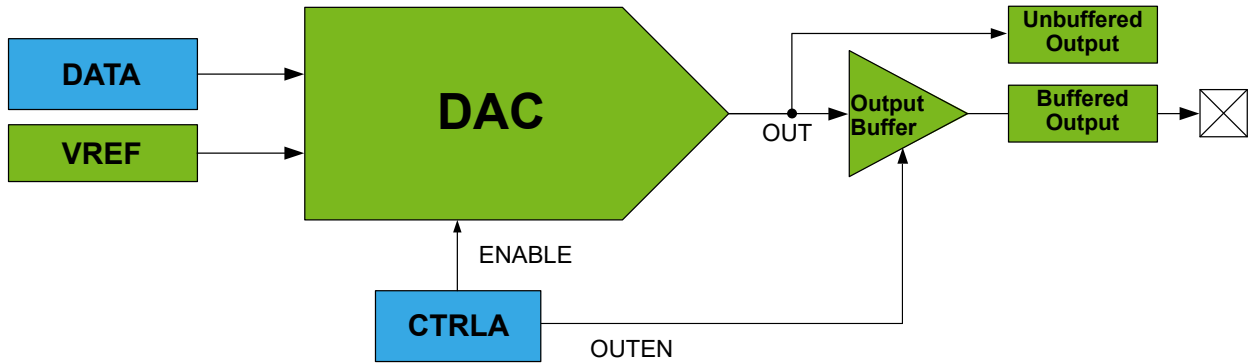 DATA
VREF
DAC
OUT
Output
Buffer
Unbuffered
Output
Buffered
Output
ENABLE
CTRLA
OUTEN